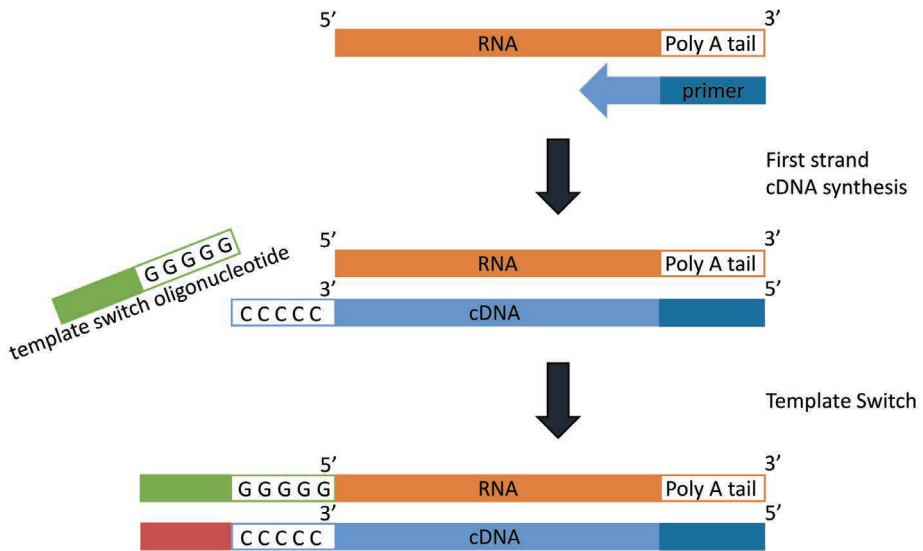 5’ 3’
RNA Poly A tail
primer
First strand
cDNA synthesis
5’ 3’
RNA Poly A tail
G G G G G
template switch oligonucleotide
3’ 5’
C C C C C cDNA
Template Switch
5’ 3’
G G G G G RNA Poly A tail
3’ 5’
C C C C C cDNA